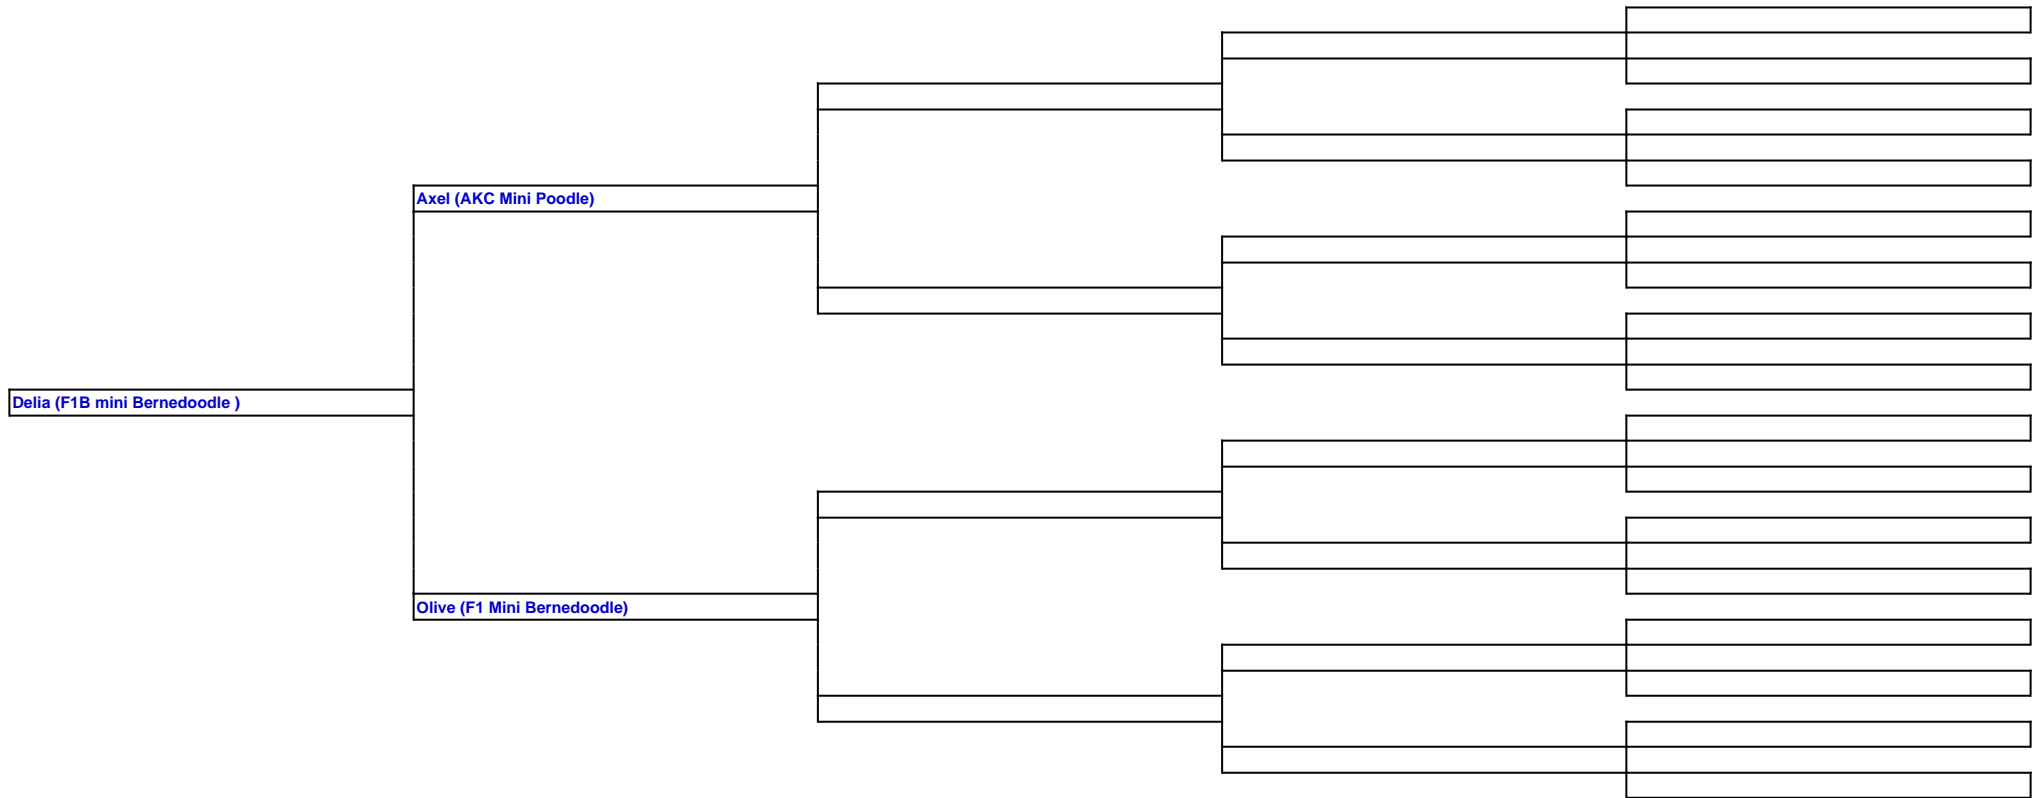 Axel (AKC Mini Poodle)
Delia (F1B mini Bernedoodle )
Olive (F1 Mini Bernedoodle)